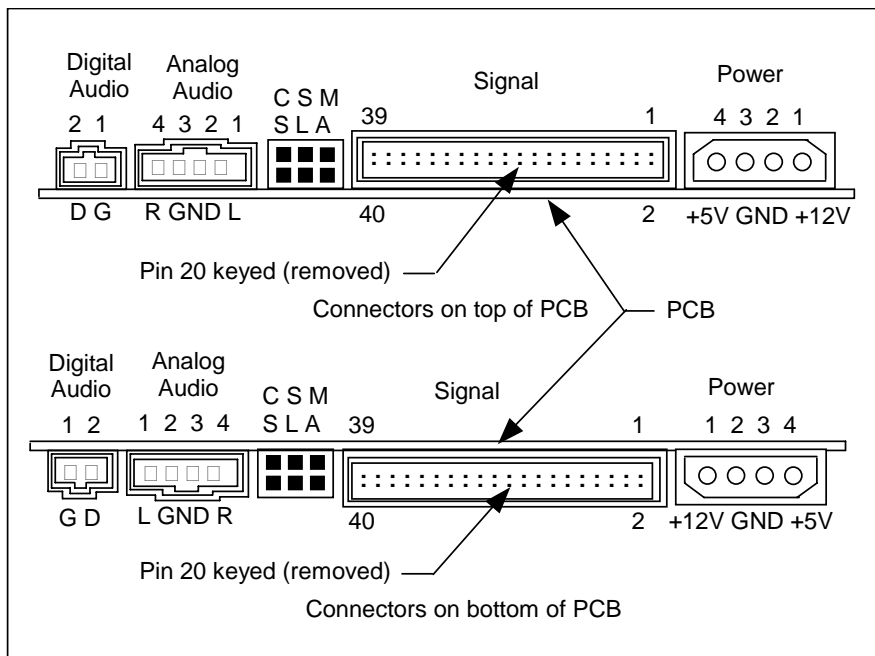 Digital Audio
Analog Audio
C S M
S L A
Signal
Power
2 1
4 3 2 1
39
1
4 3 2 1
D G
R GND L
40
2
+5V GND +12V
Pin 20 keyed (removed)
Connectors on top of PCB
PCB
Digital Audio
Analog Audio
C S M
S L A
Signal
Power
1 2
1 2 3 4
39
1
1 2 3 4
G D
L GND R
40
2
+12V GND +5V
Pin 20 keyed (removed)
Connectors on bottom of PCB